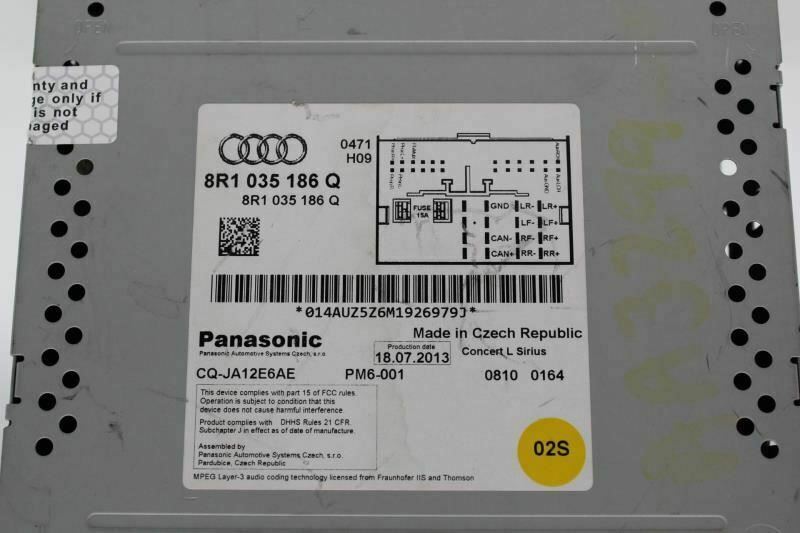 OPEN
OPEN
nty and
ge only if
is not
aged
0471
H09
8R1 035 186 Q
8R1 035 186 Q
FUSE
15A
GND LR- LR+
LF- LF+
CAN- RF- RF+
CAN+ RR- RR+
*014AUZ5Z6M1926979J*
Panasonic
Panasonic Automotive Systems Czech, s.r.o
Production date
18.07.2013
Made in Czech Republic
Concert L Sirius
CQ-JA12E6AE PM6-001 0810 0164
This device complies with part 15 of FCC rules.
Operation is subject to condition that this
device does not cause harmful interference.
Product complies with DHHS Rules 21 CFR.
Subchapter J in effect as of date of manufacture.
Assembled by
Panasonic Automotive Systems Czech, s.r.o.
Pardubice, Czech Republic
02S
MPEG Layer-3 audio coding technology licensed from Fraunhofer IIS and Thomson